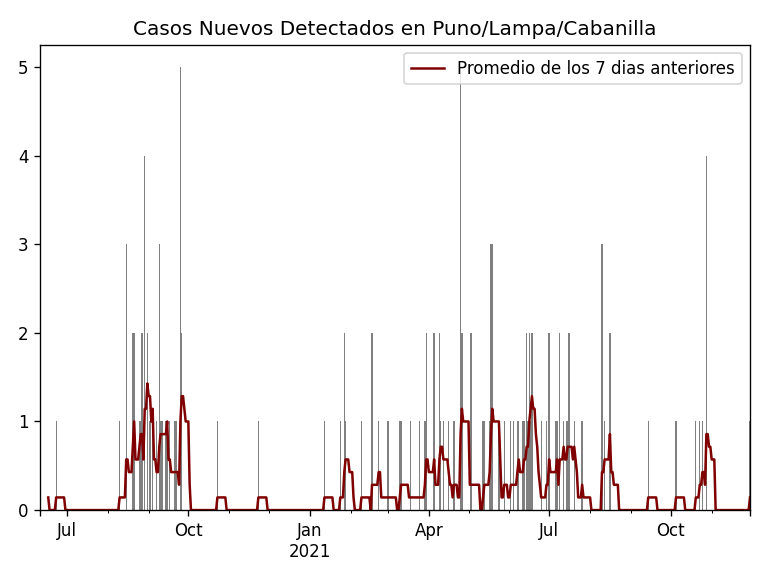 Casos Nuevos Detectados en Puno/Lampa/Cabanilla
Promedio de los 7 dias anteriores
5
4
3
2
1
0
Jul
Oct
Jan
2021
Apr
Jul
Oct